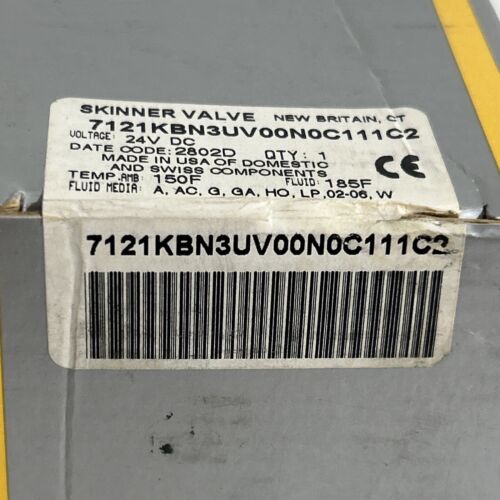 SKINNER VALVE NEW BRITAIN, CT
7121KBN3UV00N0C111C2
VOLTAGE: 24V DC
DATE CODE: 2802D QTY: 1
MADE IN USA OF DOMESTIC
AND SWISS COMPONENTS
CE
TEMP. AMB: 150F FLUID: 185F
FLUID MEDIA: A, AC, G, GA, HO, LP, 02-06, W
7121KBN3UV00N0C111C2